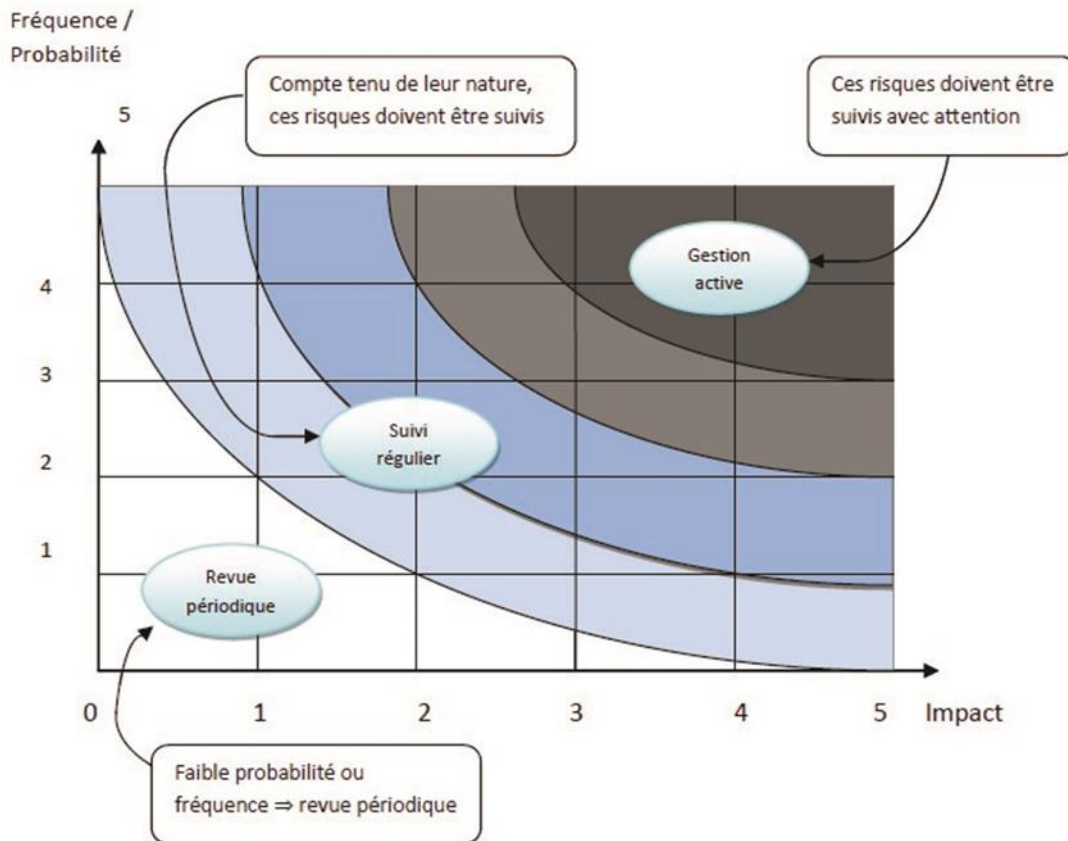 Fréquence /
Probabilité
Compte tenu de leur nature,
ces risques doivent être suivis
Ces risques doivent être
suivis avec attention
5
Gestion
active
4
3
Suivi
régulier
2
1
Revue
périodique
0 1 2 3 4 5 Impact
Faible probabilité ou
fréquence ⇒ revue périodique